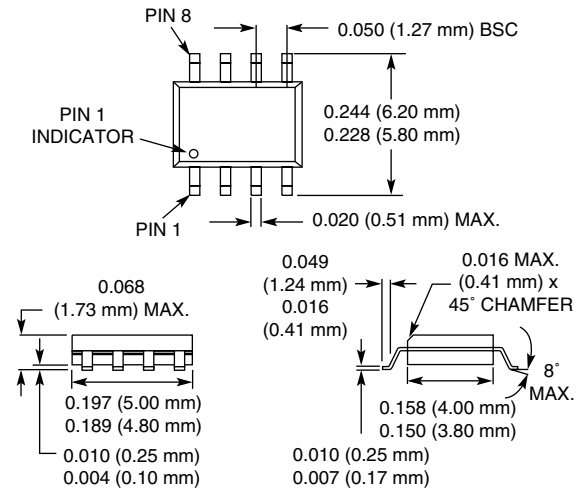 PIN 8
0.050 (1.27 mm) BSC
0.244 (6.20 mm)
0.228 (5.80 mm)
PIN 1
INDICATOR
PIN 1
0.020 (0.51 mm) MAX.
0.068
(1.73 mm) MAX.
0.197 (5.00 mm)
0.189 (4.80 mm)
0.010 (0.25 mm)
0.004 (0.10 mm)
0.049
(1.24 mm)
0.016
(0.41 mm)
0.016 MAX.
(0.41 mm) x
45° CHAMFER
8°
MAX.
0.158 (4.00 mm)
0.150 (3.80 mm)
0.010 (0.25 mm)
0.007 (0.17 mm)